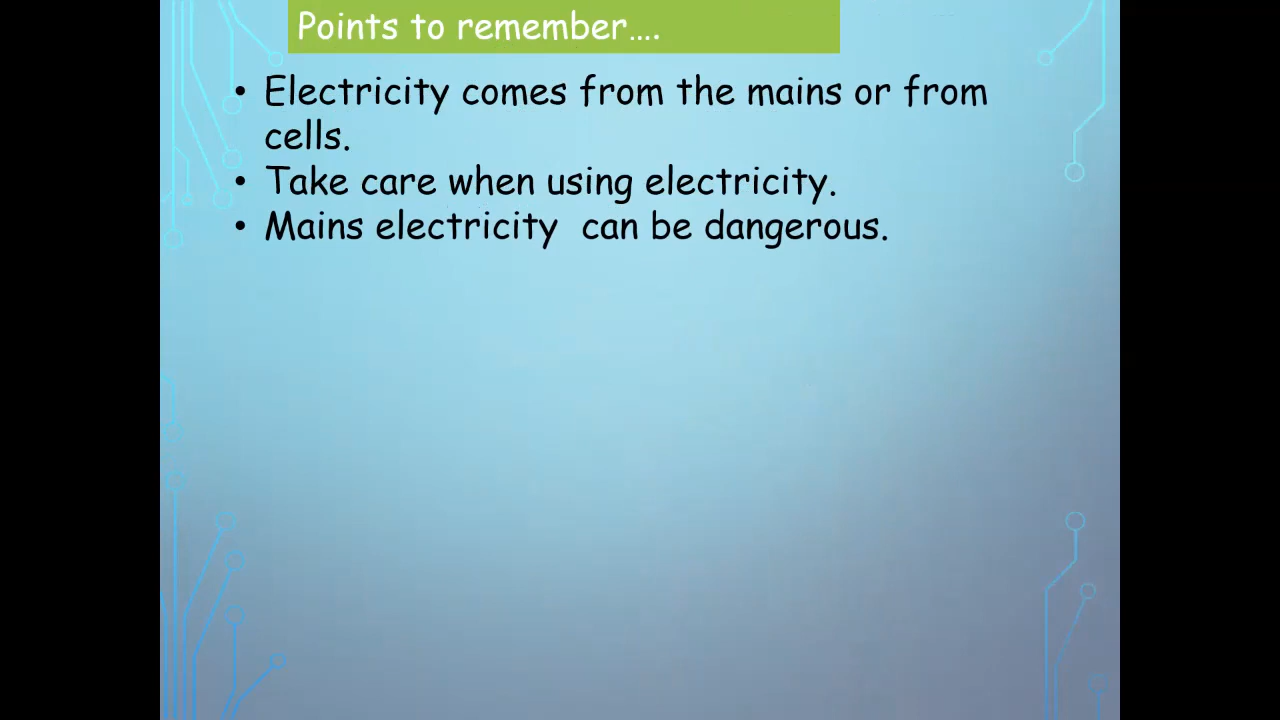 Points to remember….
• Electricity comes from the mains or from
cells.
• Take care when using electricity.
• Mains electricity  can be dangerous.